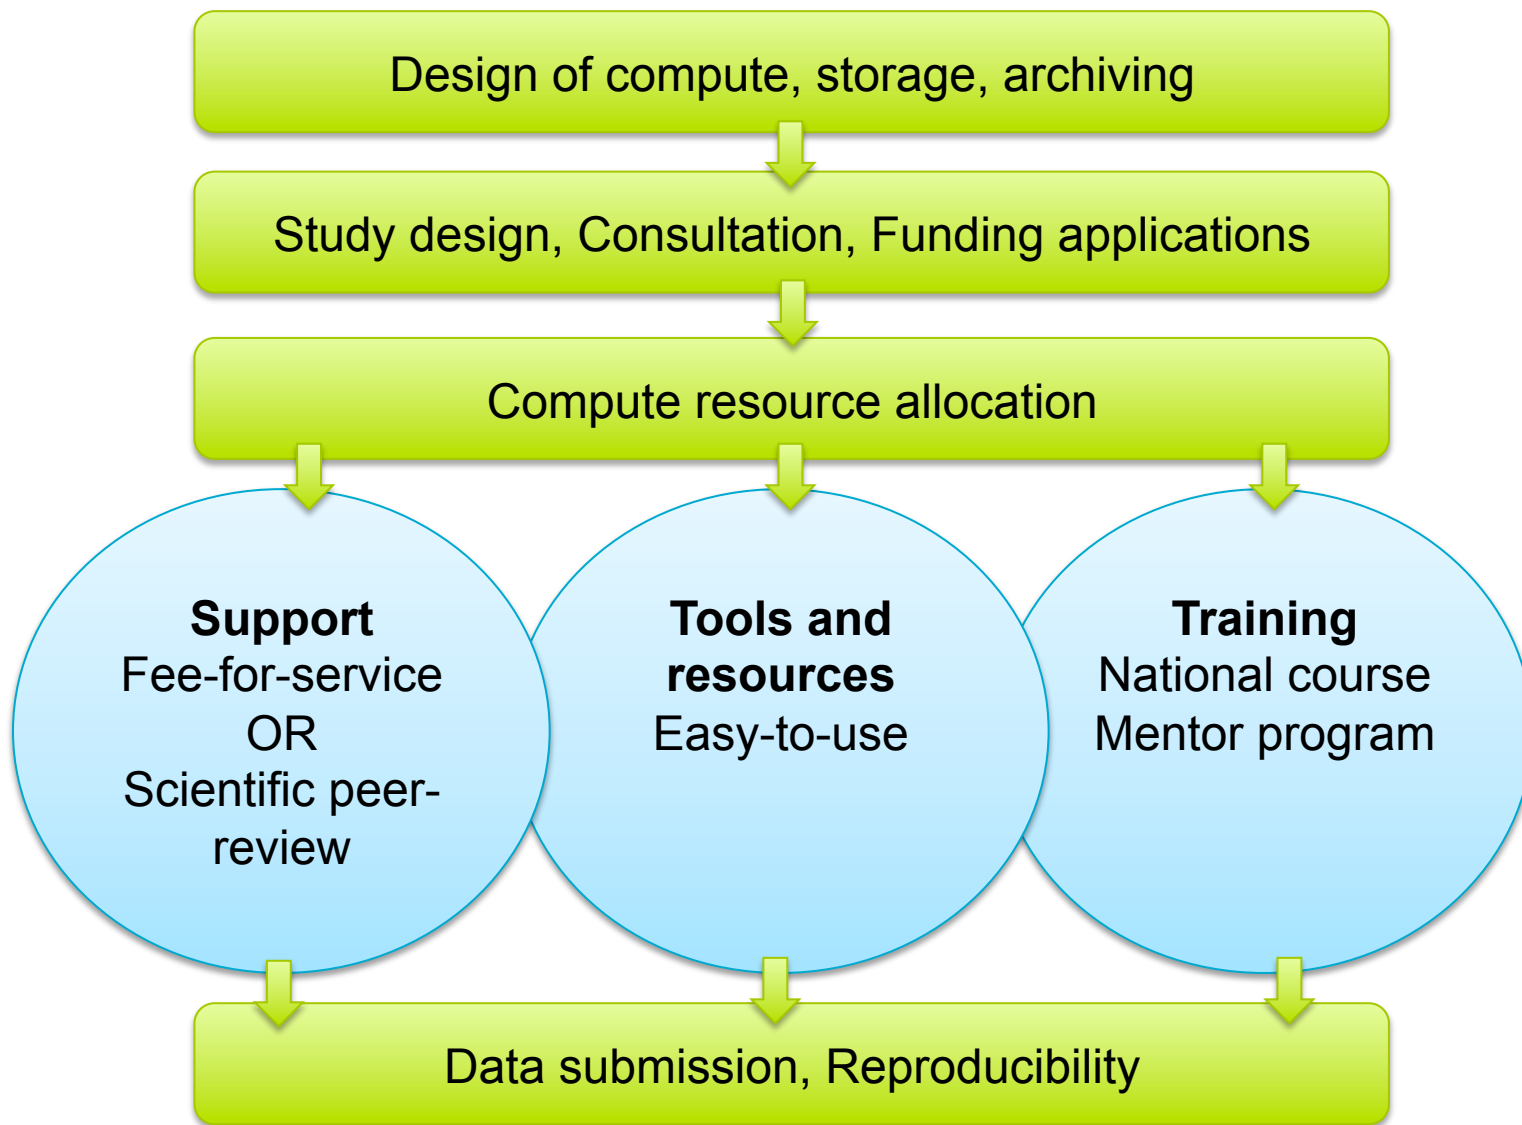 Design of compute, storage, archiving
Study design, Consultation, Funding applications
Compute resource allocation
Support
Fee-for-service
OR
Scientific peer-
review
Tools and
resources
Easy-to-use
Training
National course
Mentor program
Data submission, Reproducibility